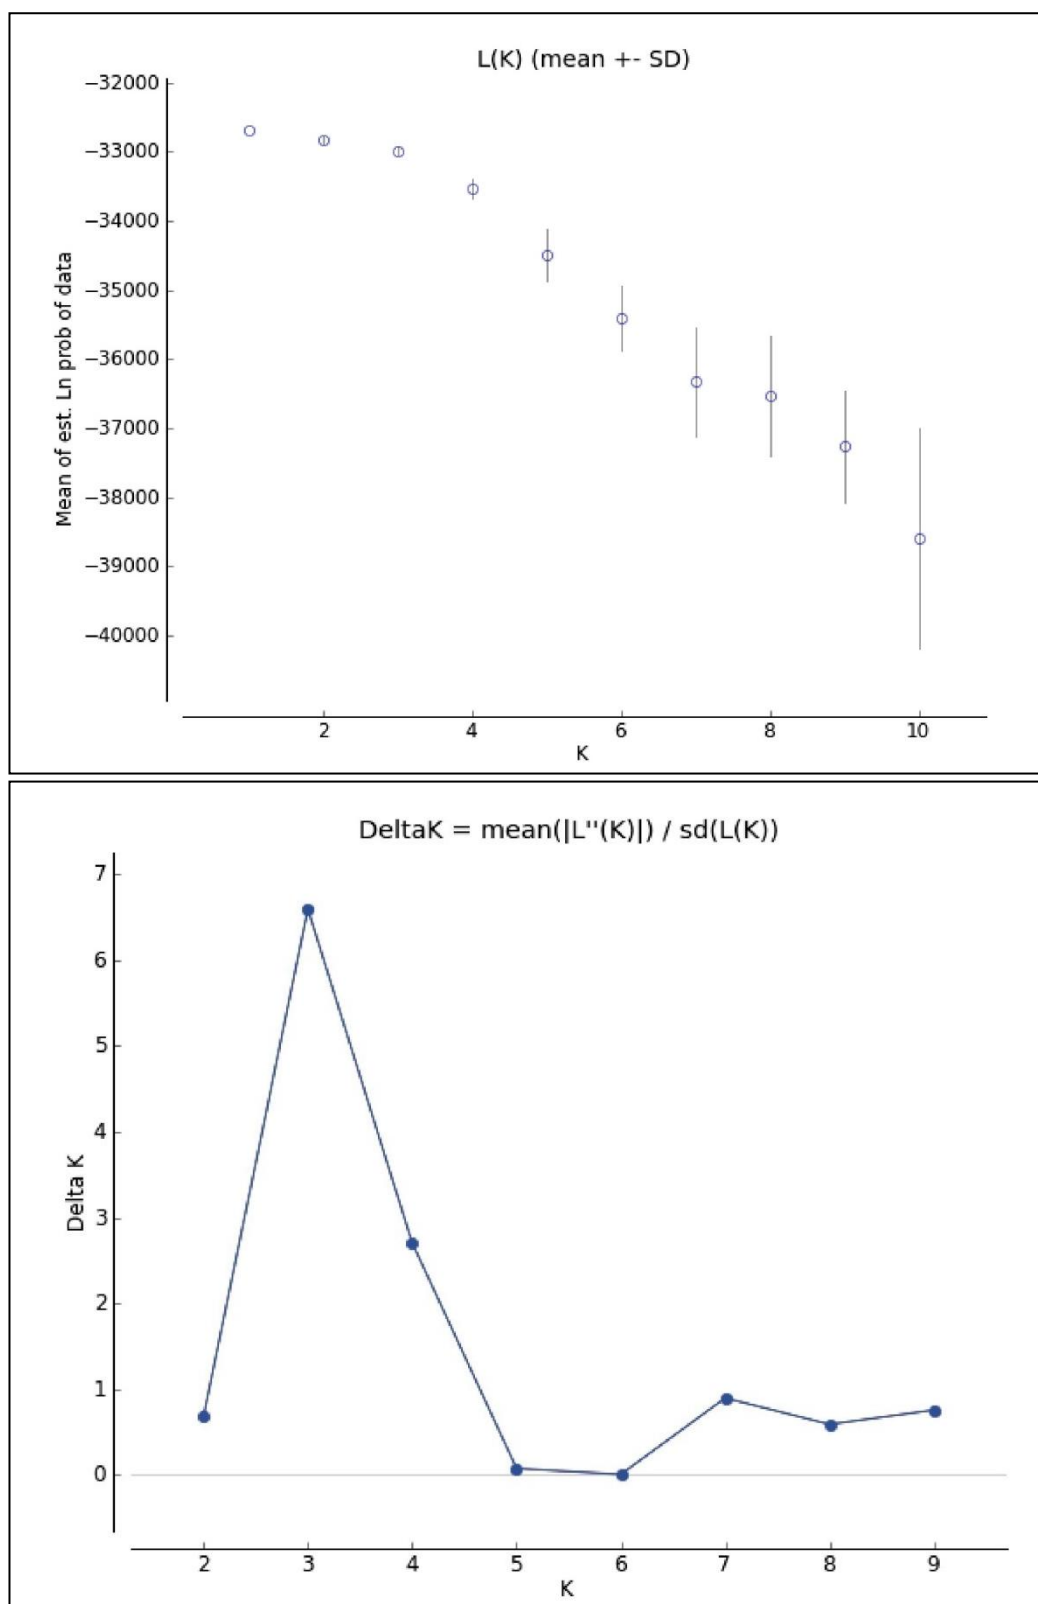 L(K) (mean +- SD)
−32000
−33000
−34000
−35000
−36000
−37000
−38000
−39000
−40000
Mean of est. Ln prob of data
2 4 6 8 10
K
DeltaK = mean(|L''(K)|) / sd(L(K))
7
6
5
4
3
2
1
0
Delta K
2 3 4 5 6 7 8 9
K